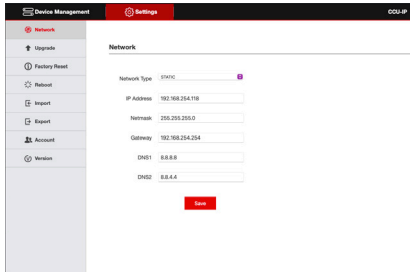 Device Management
Settings
CCU-IP
Network
Upgrade
Factory Reset
Reboot
Import
Export
Account
Version
Network
Network Type STATIC
IP Address 192.168.254.118
Netmask 255.255.255.0
Gateway 192.168.254.254
DNS1 8.8.8.8
DNS2 8.8.4.4
Save